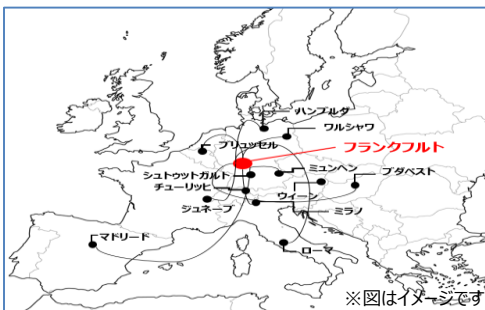 ハンブルグ
ワルシャワ
ブリュッセル
フランクフルト
シュトゥットガルト
ミュンヘン
ブダペスト
チューリッヒ
ウィーン
ジュネーブ
ミラノ
マドリード
ローマ
※図はイメージです